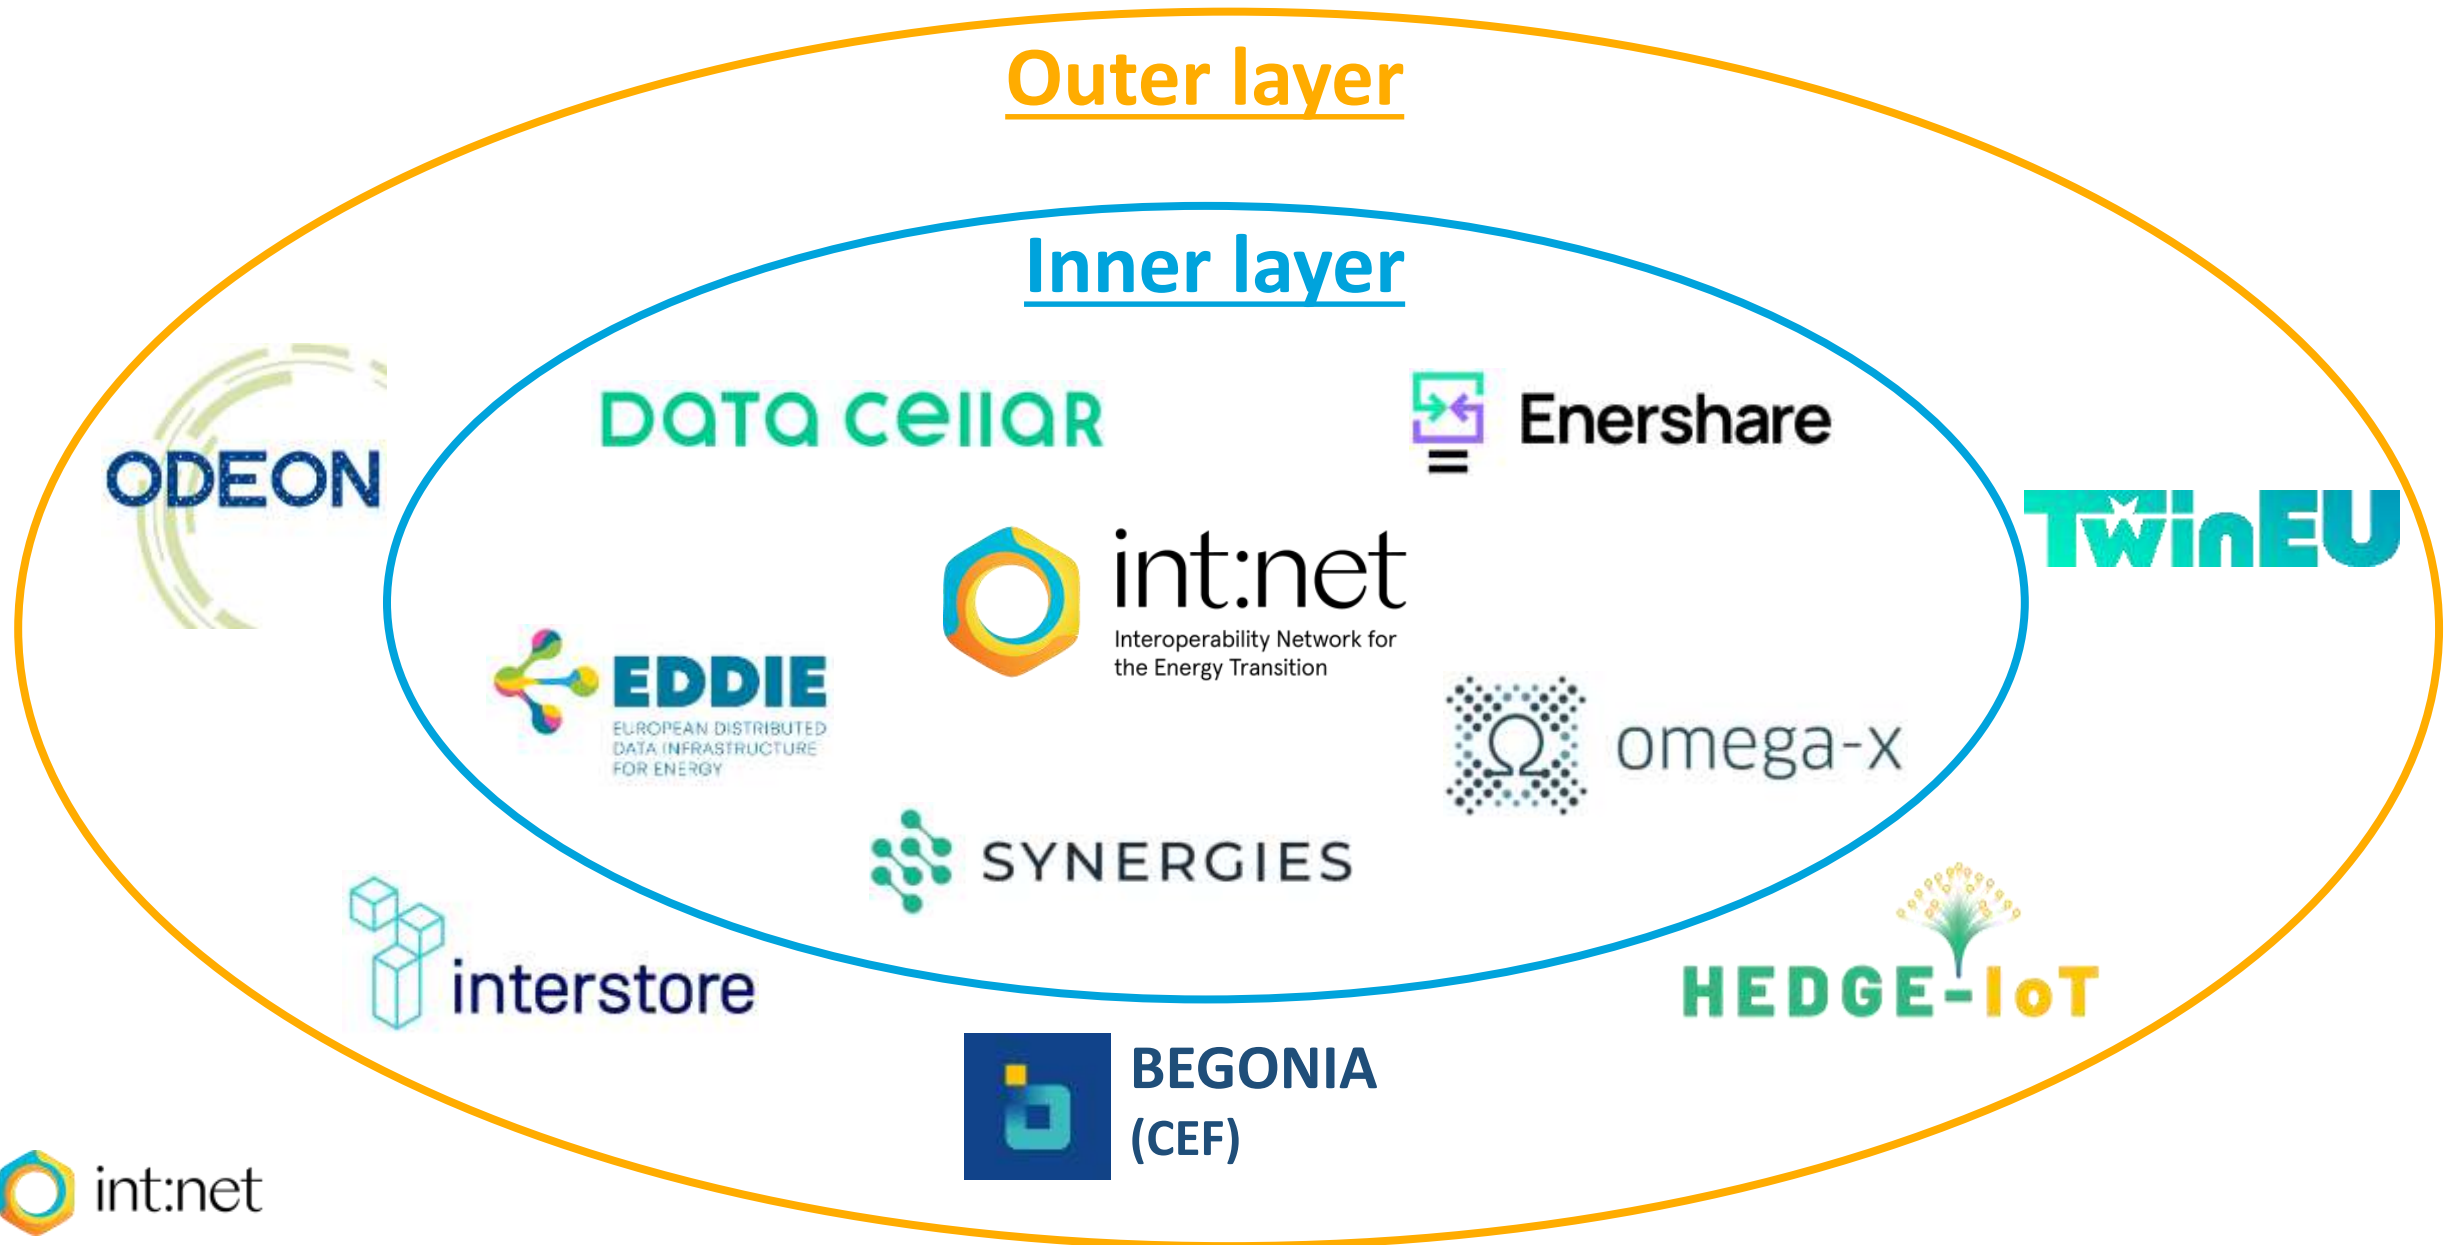 Outer layer
Inner layer
DATA CELLAR
Enershare
ODEON
TwinEU
int:net
Interoperability Network for
the Energy Transition
EDDIE
EUROPEAN DISTRIBUTED
DATA INFRASTRUCTURE
FOR ENERGY
omega-x
SYNERGIES
interstore
HEDGE-IoT
BEGONIA
(CEF)
int:net